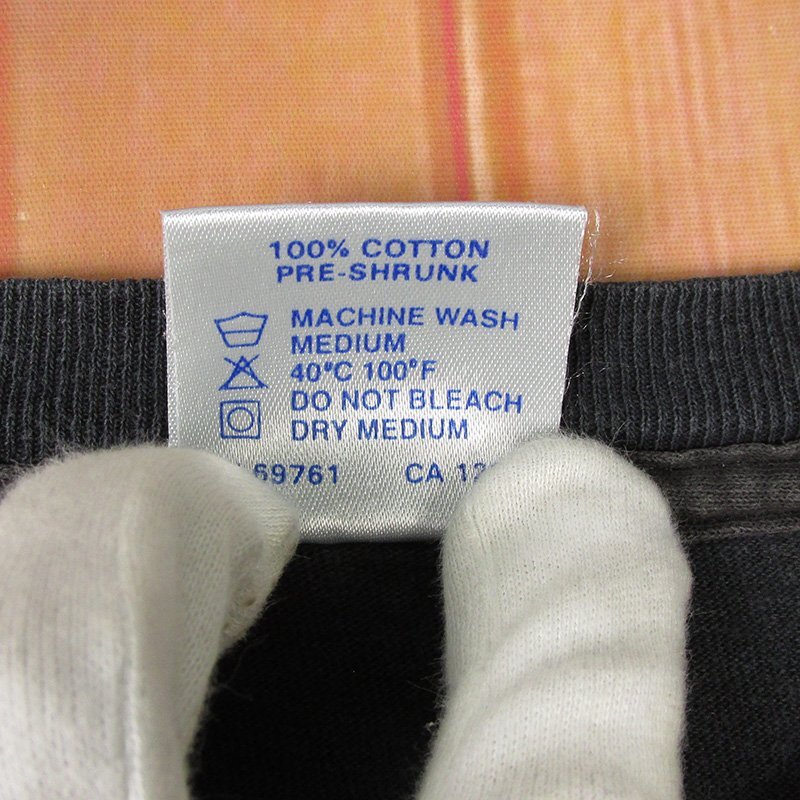 100% COTTON
PRE-SHRUNK
MACHINE WASH
MEDIUM
40°C 100°F
DO NOT BLEACH
DRY MEDIUM
69761 CA